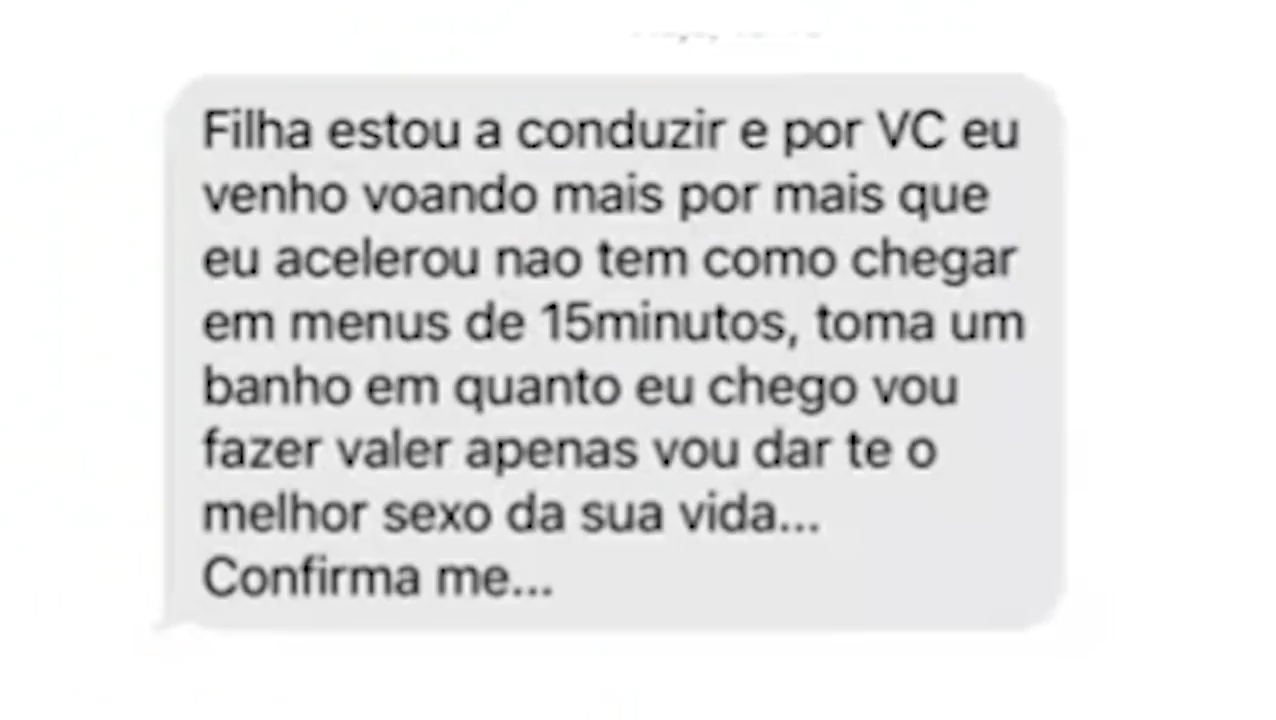 Filha estou a conduzir e por VC eu
venho voando mais por mais que
eu acelerou nao tem como chegar
em menus de 15minutos, toma um
banho em quanto eu chego vou
fazer valer apenas vou dar te o
melhor sexo da sua vida...
Confirma me...